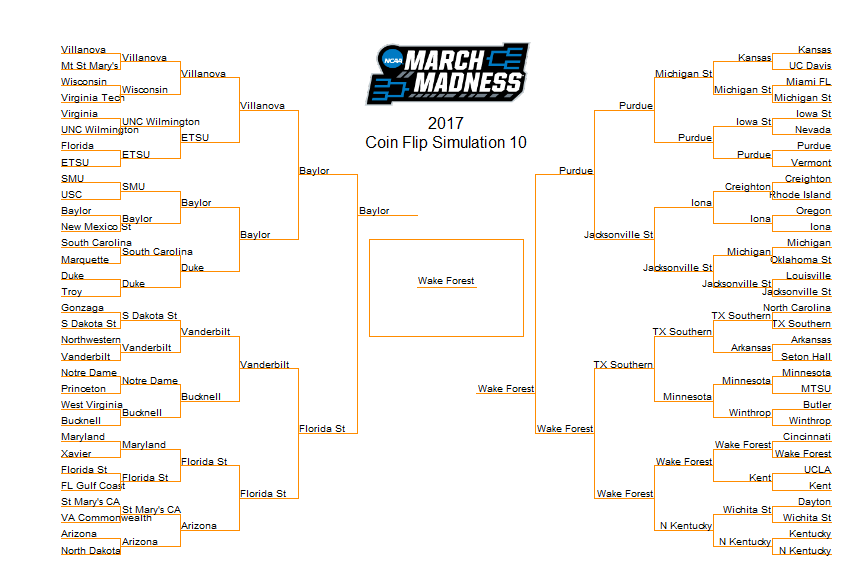 NCAA
MARCH
MADNESS
2017
Coin Flip Simulation 10
Villanova
Mt St Mary's
Wisconsin
Virginia Tech
Virginia
UNC Wilmington
Florida
ETSU
SMU
USC
Baylor
New Mexico St
South Carolina
Marquette
Duke
Troy
Gonzaga
S Dakota St
Northwestern
Vanderbilt
Notre Dame
Princeton
West Virginia
Bucknell
Maryland
Xavier
Florida St
FL Gulf Coast
St Mary's CA
VA Commonwealth
Arizona
North Dakota
Villanova
Wisconsin
UNC Wilmington
ETSU
SMU
Baylor
South Carolina
Duke
S Dakota St
Vanderbilt
Notre Dame
Bucknell
Maryland
Florida St
St Mary's CA
Arizona
Villanova
ETSU
Baylor
Duke
Vanderbilt
Bucknell
Florida St
Arizona
Villanova
Baylor
Vanderbilt
Florida St
Baylor
Florida St
Baylor
Wake Forest
Wake Forest
Purdue
Wake Forest
Purdue
Jacksonville St
TX Southern
Wake Forest
Michigan St
Purdue
Iona
Jacksonville St
TX Southern
Minnesota
Wake Forest
N Kentucky
Kansas
Michigan St
Iowa St
Purdue
Creighton
Iona
Michigan
Jacksonville St
TX Southern
Arkansas
Minnesota
Winthrop
Wake Forest
Kent
Wichita St
N Kentucky
Kansas
UC Davis
Miami FL
Michigan St
Iowa St
Nevada
Purdue
Vermont
Creighton
Rhode Island
Oregon
Iona
Michigan
Oklahoma St
Louisville
Jacksonville St
North Carolina
TX Southern
Arkansas
Seton Hall
Minnesota
MTSU
Butler
Winthrop
Cincinnati
Wake Forest
UCLA
Kent
Dayton
Wichita St
Kentucky
N Kentucky